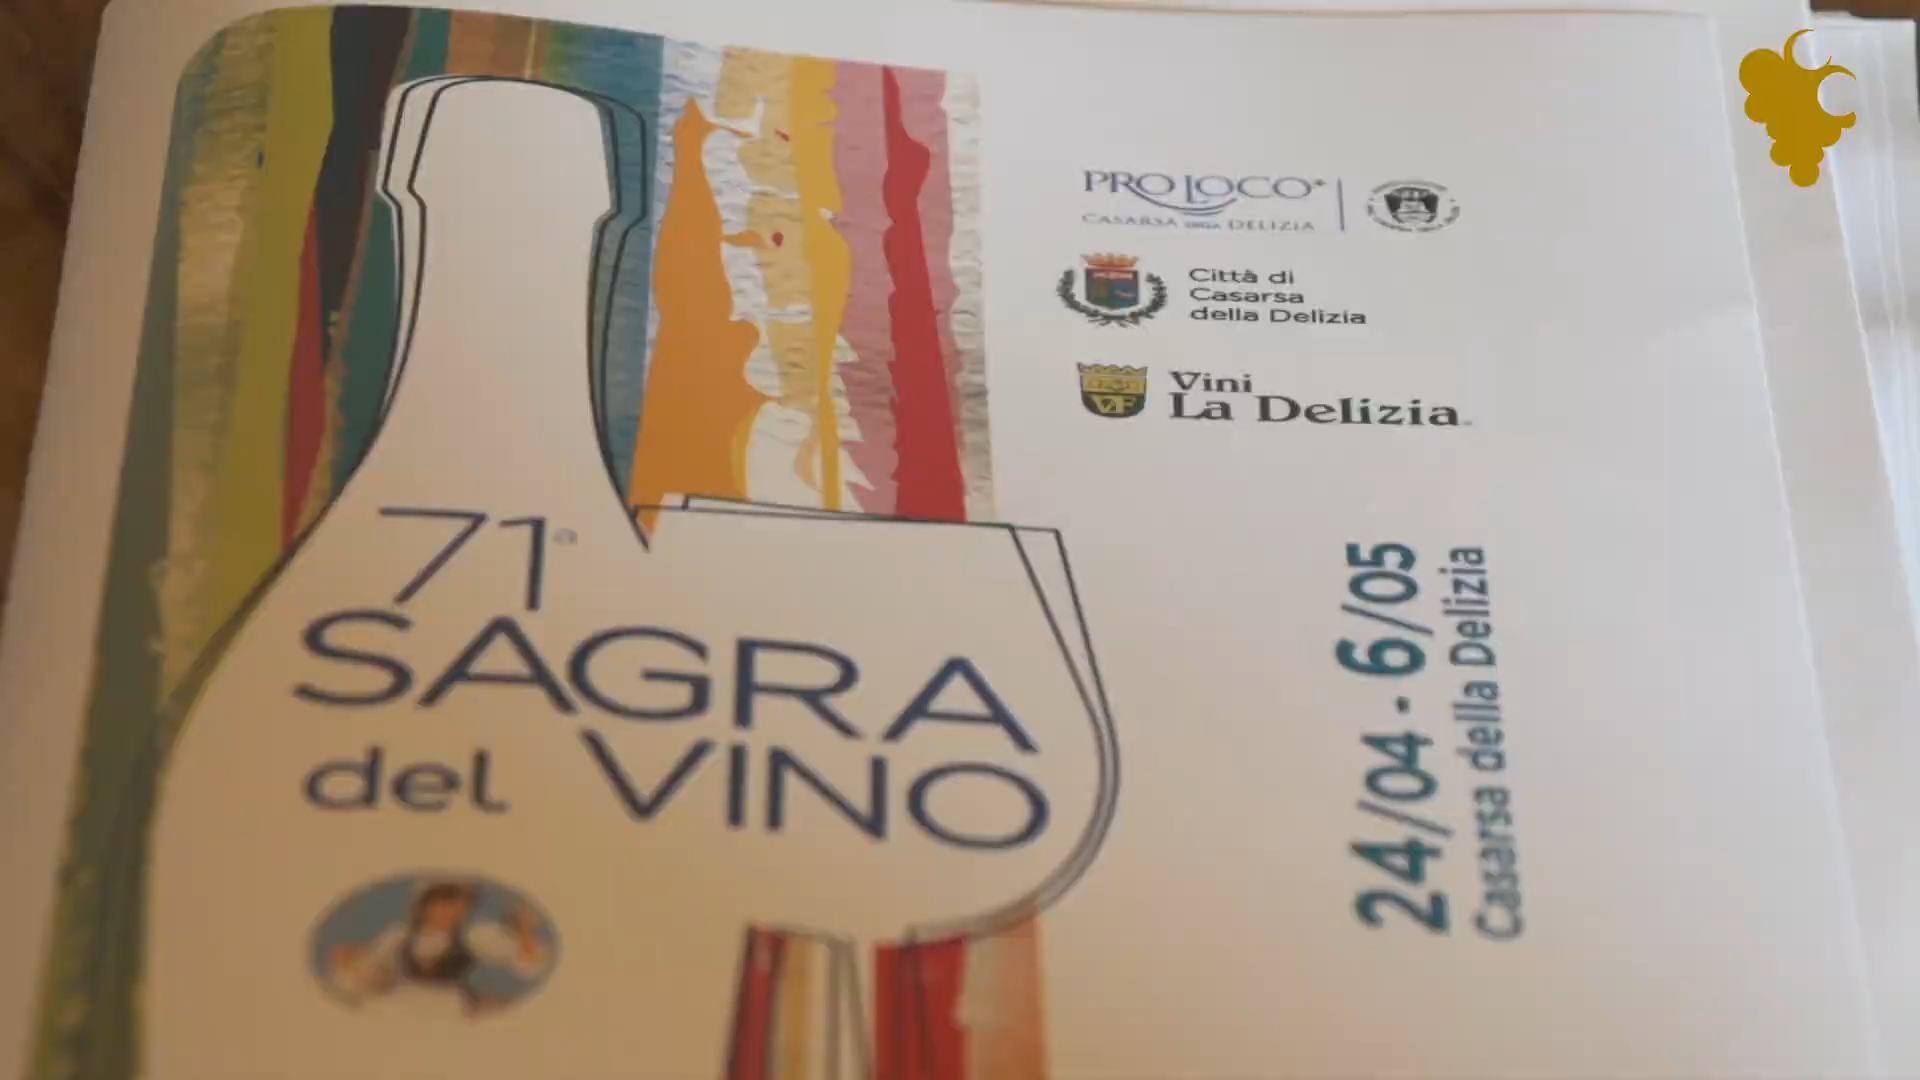 71ª
SAGRA
del VINO
PRO LOCO
CASARSA DELLA DELIZIA
Città di
Casarsa
della Delizia
Vini
La Delizia
24/04 - 6/05
Casarsa della Delizia